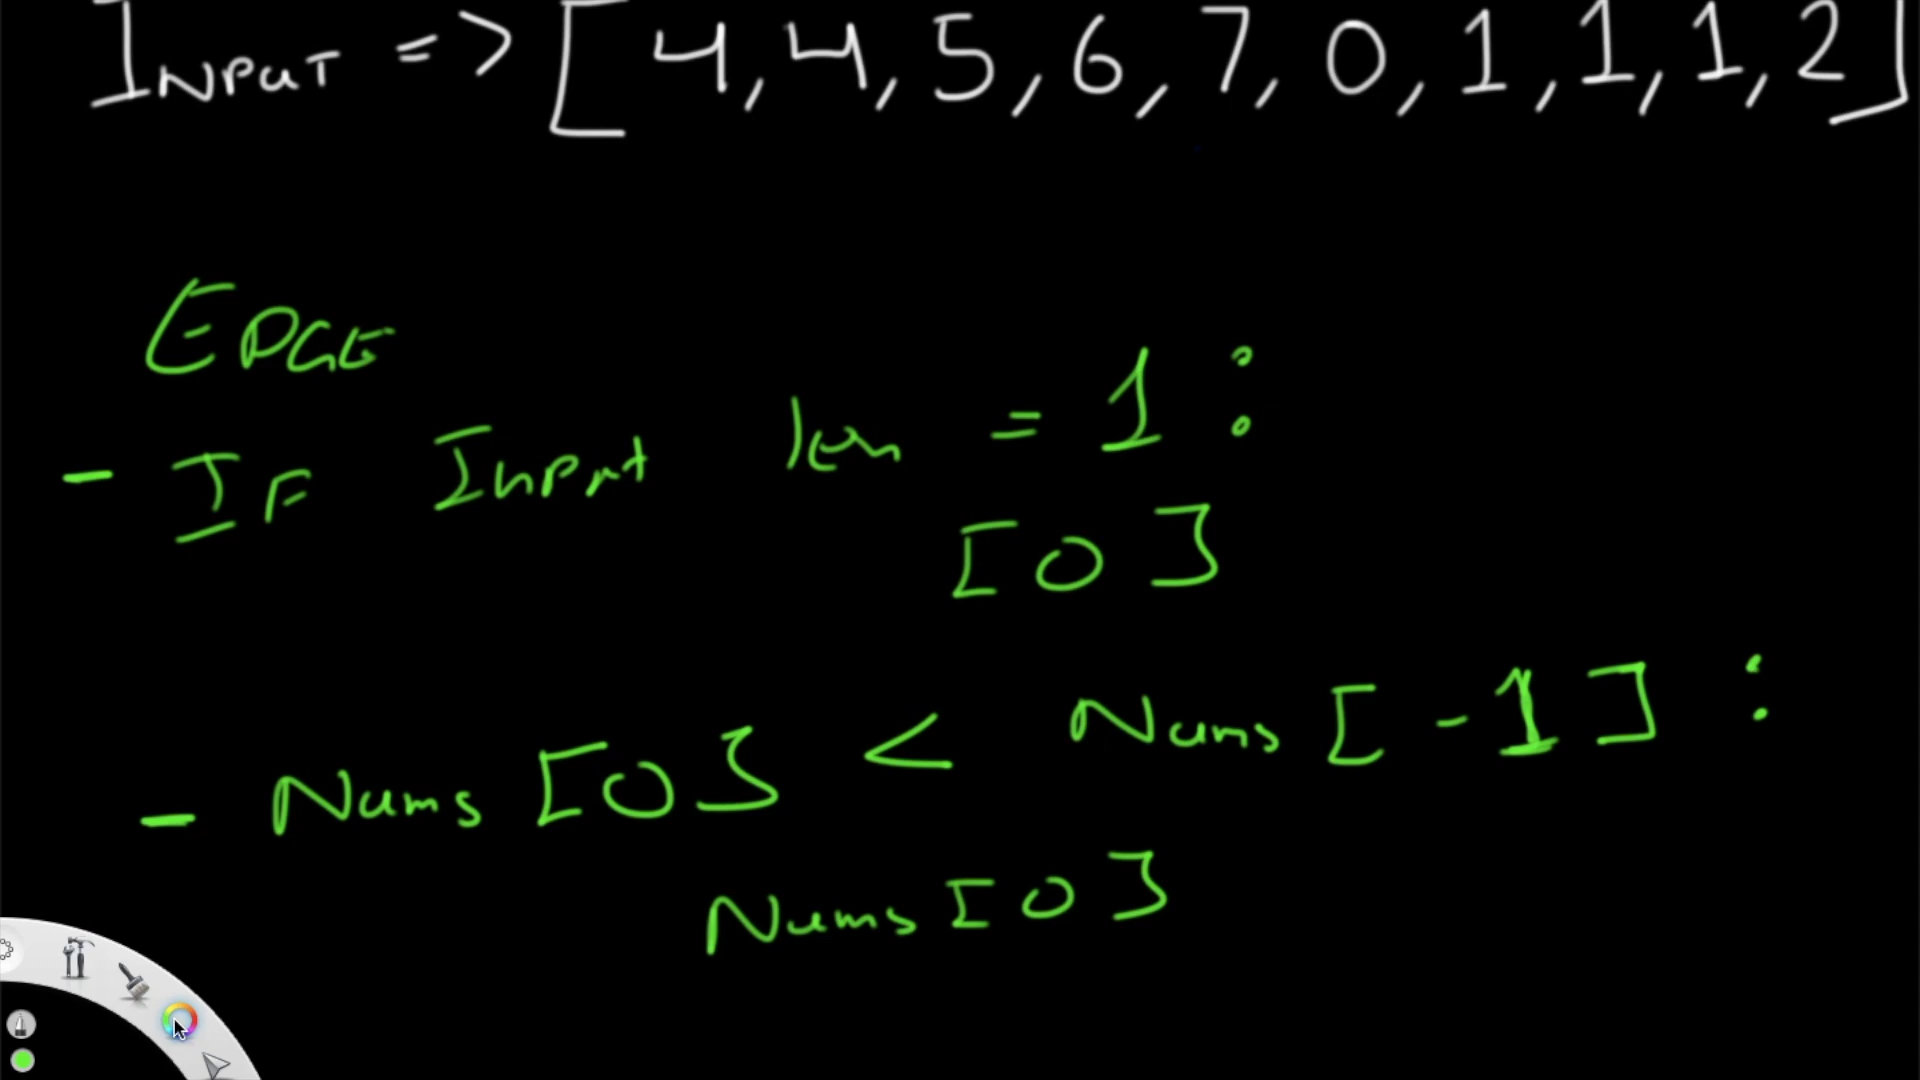 INPUT => [4,4,5,6,7,0,1,1,1,2]
EDGE
- IF Input len = 1 :
[0]
- Nums [0] < Nums [-1] :
Nums [0]